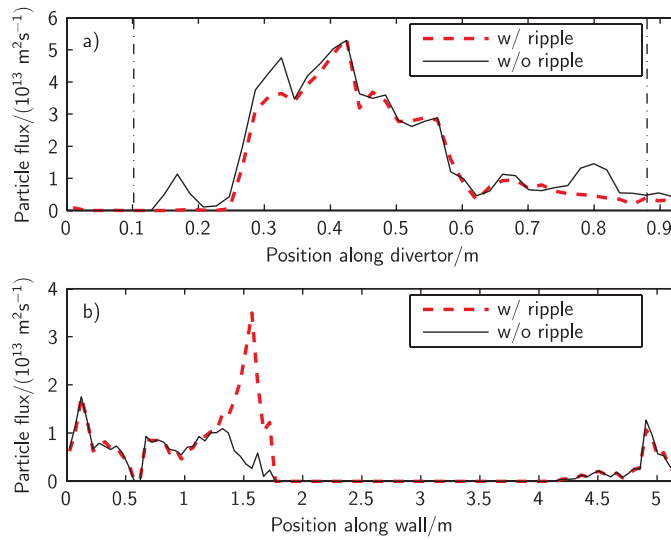 6
5
4
3
2
1
0
Particle flux/(10¹³ m²s⁻¹)
a)
w/ ripple
w/o ripple
0 0.1 0.2 0.3 0.4 0.5 0.6 0.7 0.8 0.9
Position along divertor/m
4
3
2
1
0
Particle flux/(10¹³ m²s⁻¹)
b)
w/ ripple
w/o ripple
0 0.5 1 1.5 2 2.5 3 3.5 4 4.5 5
Position along wall/m